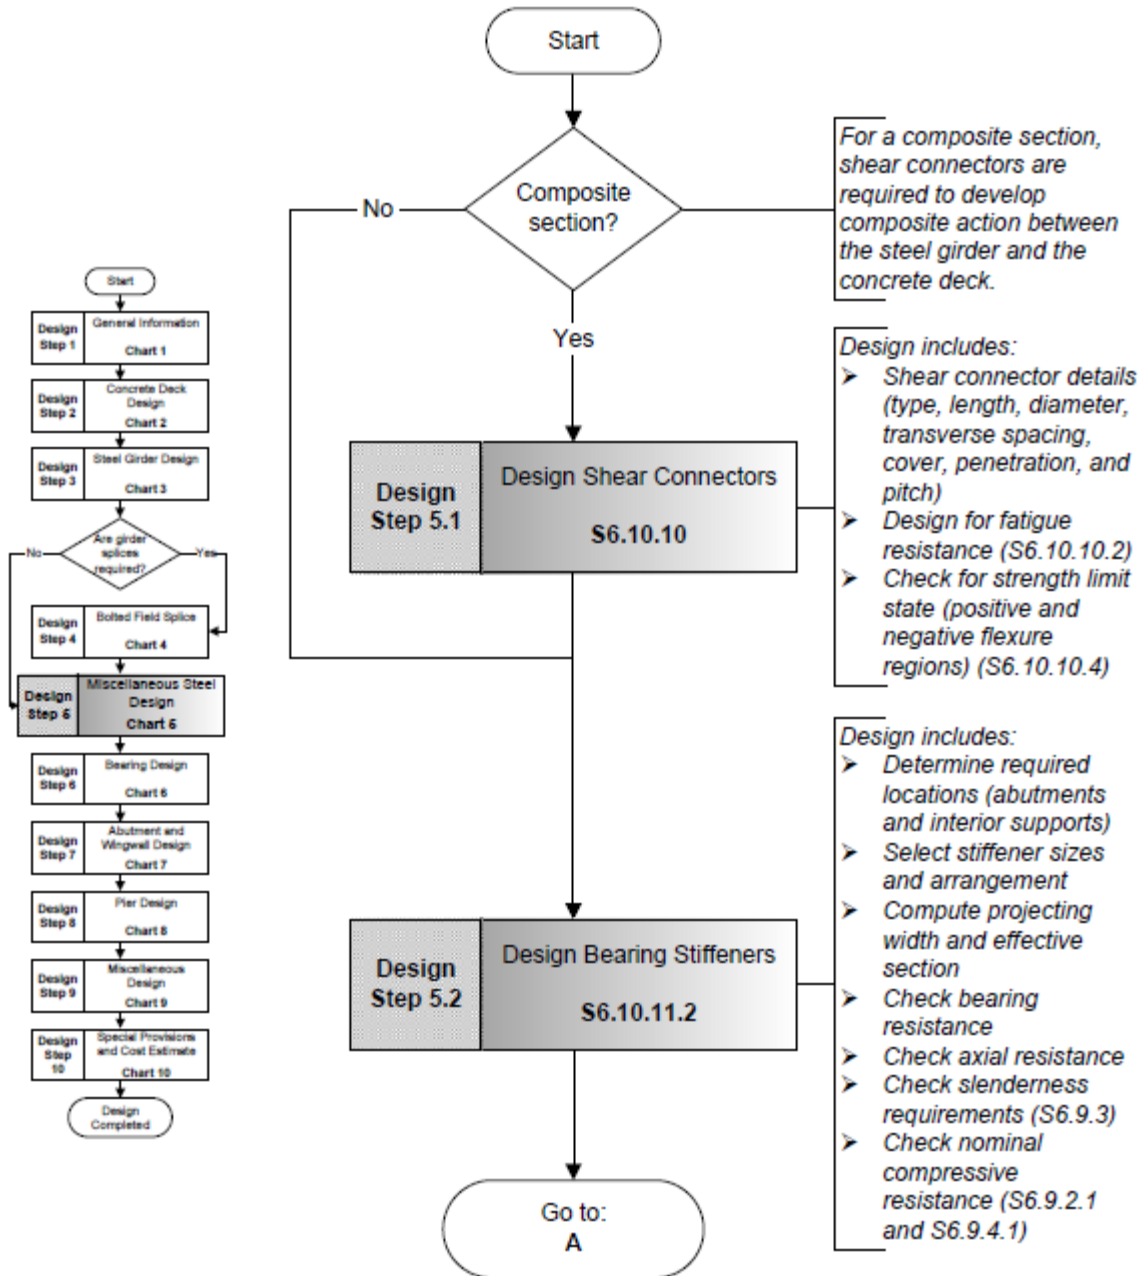 Start
Design
Step 1
General Information
Chart 1
Design
Step 2
Concrete Deck
Design
Chart 2
Design
Step 3
Steel Girder Design
Chart 3
Are girder
splices
required?
No
Yes
Design
Step 4
Bolted Field Splice
Chart 4
Design
Step 5
Miscellaneous Steel
Design
Chart 5
Design
Step 6
Bearing Design
Chart 6
Design
Step 7
Abutment and
Wingwall Design
Chart 7
Design
Step 8
Pier Design
Chart 8
Design
Step 9
Miscellaneous
Design
Chart 9
Design
Step
10
Special Provisions
and Cost Estimate
Chart 10
Design
Completed
Start
Composite
section?
No
Yes
Design
Step 5.1
Design Shear Connectors
S6.10.10
Design
Step 5.2
Design Bearing Stiffeners
S6.10.11.2
Go to:
A
For a composite section,
shear connectors are
required to develop
composite action between
the steel girder and the
concrete deck.
Design includes:
➢ Shear connector details
(type, length, diameter,
transverse spacing,
cover, penetration, and
pitch)
➢ Design for fatigue
resistance (S6.10.10.2)
➢ Check for strength limit
state (positive and
negative flexure
regions) (S6.10.10.4)
Design includes:
➢ Determine required
locations (abutments
and interior supports)
➢ Select stiffener sizes
and arrangement
➢ Compute projecting
width and effective
section
➢ Check bearing
resistance
➢ Check axial resistance
➢ Check slenderness
requirements (S6.9.3)
➢ Check nominal
compressive
resistance (S6.9.2.1
and S6.9.4.1)